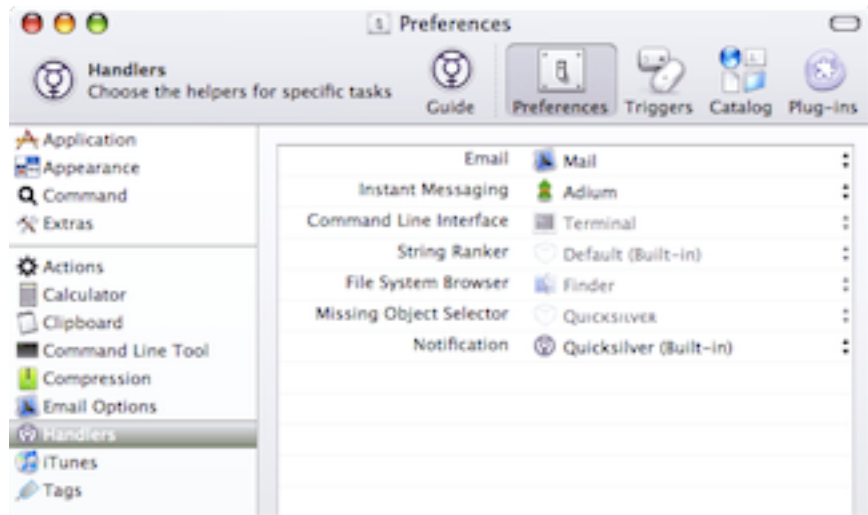 Preferences
Handlers
Choose the helpers for specific tasks
Guide
Preferences
Triggers
Catalog
Plug-ins
Application
Appearance
Command
Extras
Actions
Calculator
Clipboard
Command Line Tool
Compression
Email Options
Handlers
iTunes
Tags
Email Mail
Instant Messaging Adium
Command Line Interface Terminal
String Ranker Default (Built-in)
File System Browser Finder
Missing Object Selector Quicksilver
Notification Quicksilver (Built-in)